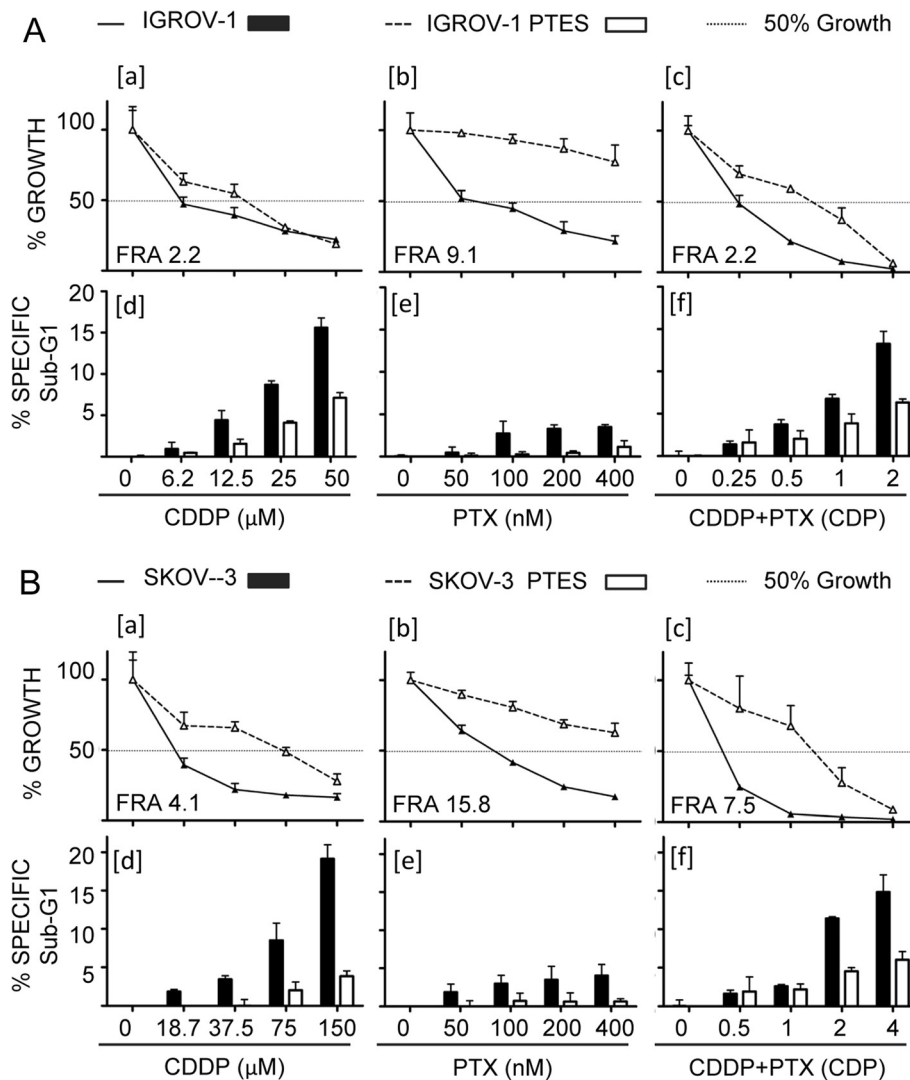 A
IGROV-1 IGROV-1 PTES 50% Growth
[a] [b] [c]
% GROWTH
100
50
FRA 2.2 FRA 9.1 FRA 2.2
[d] [e] [f]
% SPECIFIC
Sub-G1
20
15
10
5
0 6.2 12.5 25 50 0 50 100 200 400 0 0.25 0.5 1 2
CDDP (μM) PTX (nM) CDDP+PTX (CDP)
B
SKOV--3 SKOV-3 PTES 50% Growth
[a] [b] [c]
% GROWTH
100
50
FRA 4.1 FRA 15.8 FRA 7.5
[d] [e] [f]
% SPECIFIC
Sub-G1
20
15
10
5
0 18.7 37.5 75 150 0 50 100 200 400 0 0.5 1 2 4
CDDP (μM) PTX (nM) CDDP+PTX (CDP)